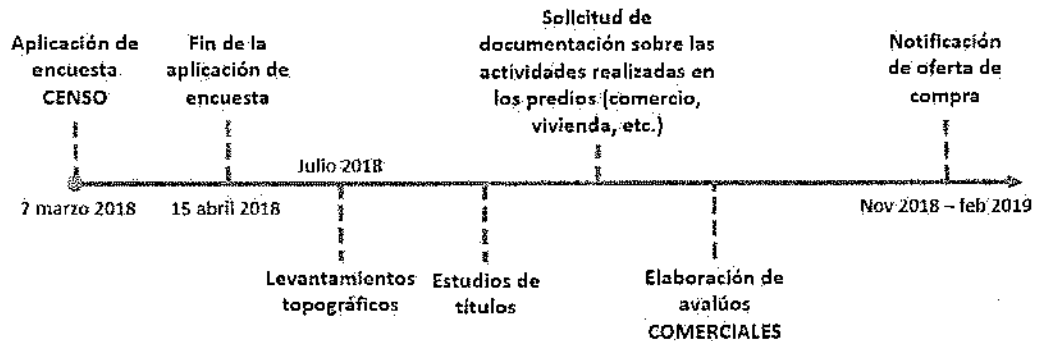 Aplicación de
encuesta
CENSO
Fin de la
aplicación de
encuesta
Solicitud de
documentación sobre las
actividades realizadas en
los predios (comercio,
vivienda, etc.)
Notificación
de oferta de
compra
Julio 2018
7 marzo 2018
15 abril 2018
Nov 2018 – feb 2019
Levantamientos
topográficos
Estudios de
títulos
Elaboración de
avalúos
COMERCIALES